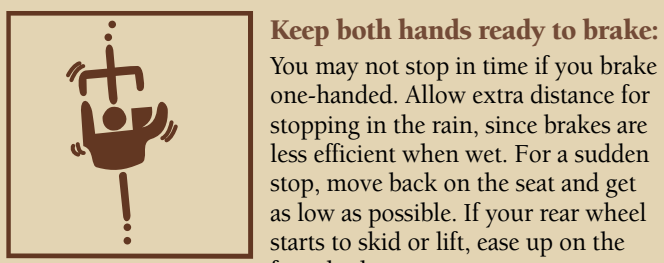 Keep both hands ready to brake:
You may not stop in time if you brake
one-handed. Allow extra distance for
stopping in the rain, since brakes are
less efficient when wet. For a sudden
stop, move back on the seat and get
as low as possible. If your rear wheel
starts to skid or lift, ease up on the